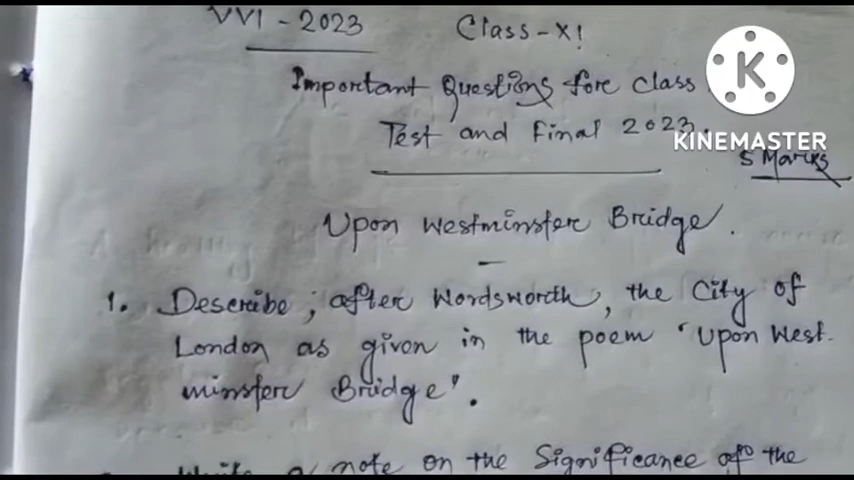 VVI - 2023 Class - XI
Important Questions fore class
Test and Final 2023.
K
KINEMASTER
5 Marks
Upon Westminster Bridge.
1. Describe, after Wordsworth, the City of
London as given in the poem 'Upon West-
minster Bridge'.
Write a note on the Significance of the